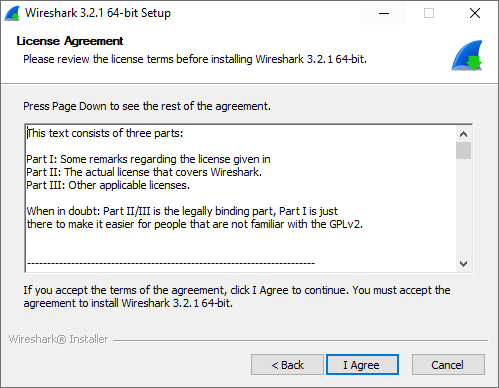 Wireshark 3.2.1 64-bit Setup
License Agreement
Please review the license terms before installing Wireshark 3.2.1 64-bit.
Press Page Down to see the rest of the agreement.
This text consists of three parts:
Part I: Some remarks regarding the license given in
Part II: The actual license that covers Wireshark.
Part III: Other applicable licenses.
When in doubt: Part II/III is the legally binding part, Part I is just
there to make it easier for people that are not familiar with the GPLv2.
------------------------------------------------------------------------
If you accept the terms of the agreement, click I Agree to continue. You must accept the
agreement to install Wireshark 3.2.1 64-bit.
Wireshark® Installer
< Back
I Agree
Cancel